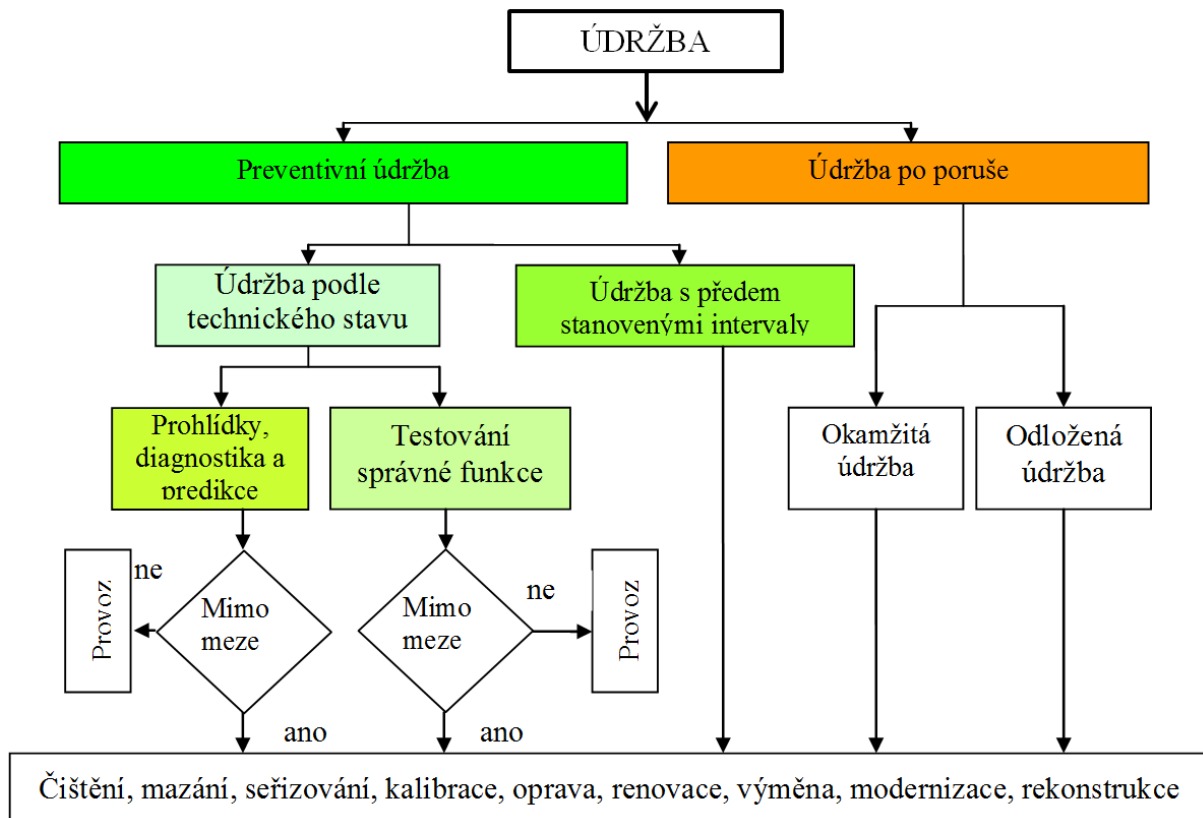 ÚDRŽBA
Preventivní údržba
Údržba po poruše
Údržba podle
technického stavu
Údržba s předem
stanovenými intervaly
Prohlídky,
diagnostika a
predikce
Testování
správné funkce
Okamžitá
údržba
Odložená
údržba
Provoz
ne
Mimo
meze
Mimo
meze
ne
Provoz
ano
ano
Čištění, mazání, seřizování, kalibrace, oprava, renovace, výměna, modernizace, rekonstrukce